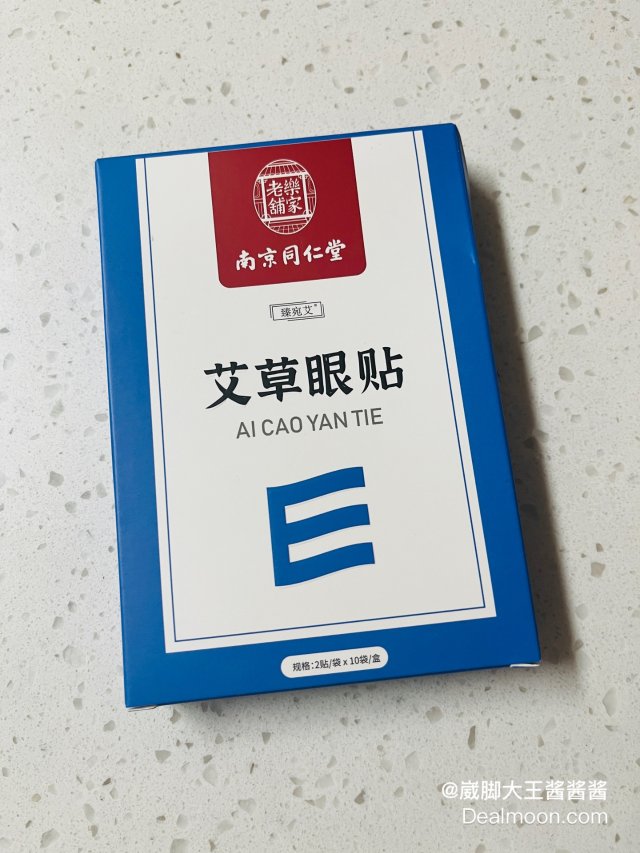 老樂
舖家
南京同仁堂
臻宛艾®
艾草眼贴
AI CAO YAN TIE
E
规格:2贴/袋 x 10袋/盒
@崴脚大王酱酱酱
Dealmoon.com